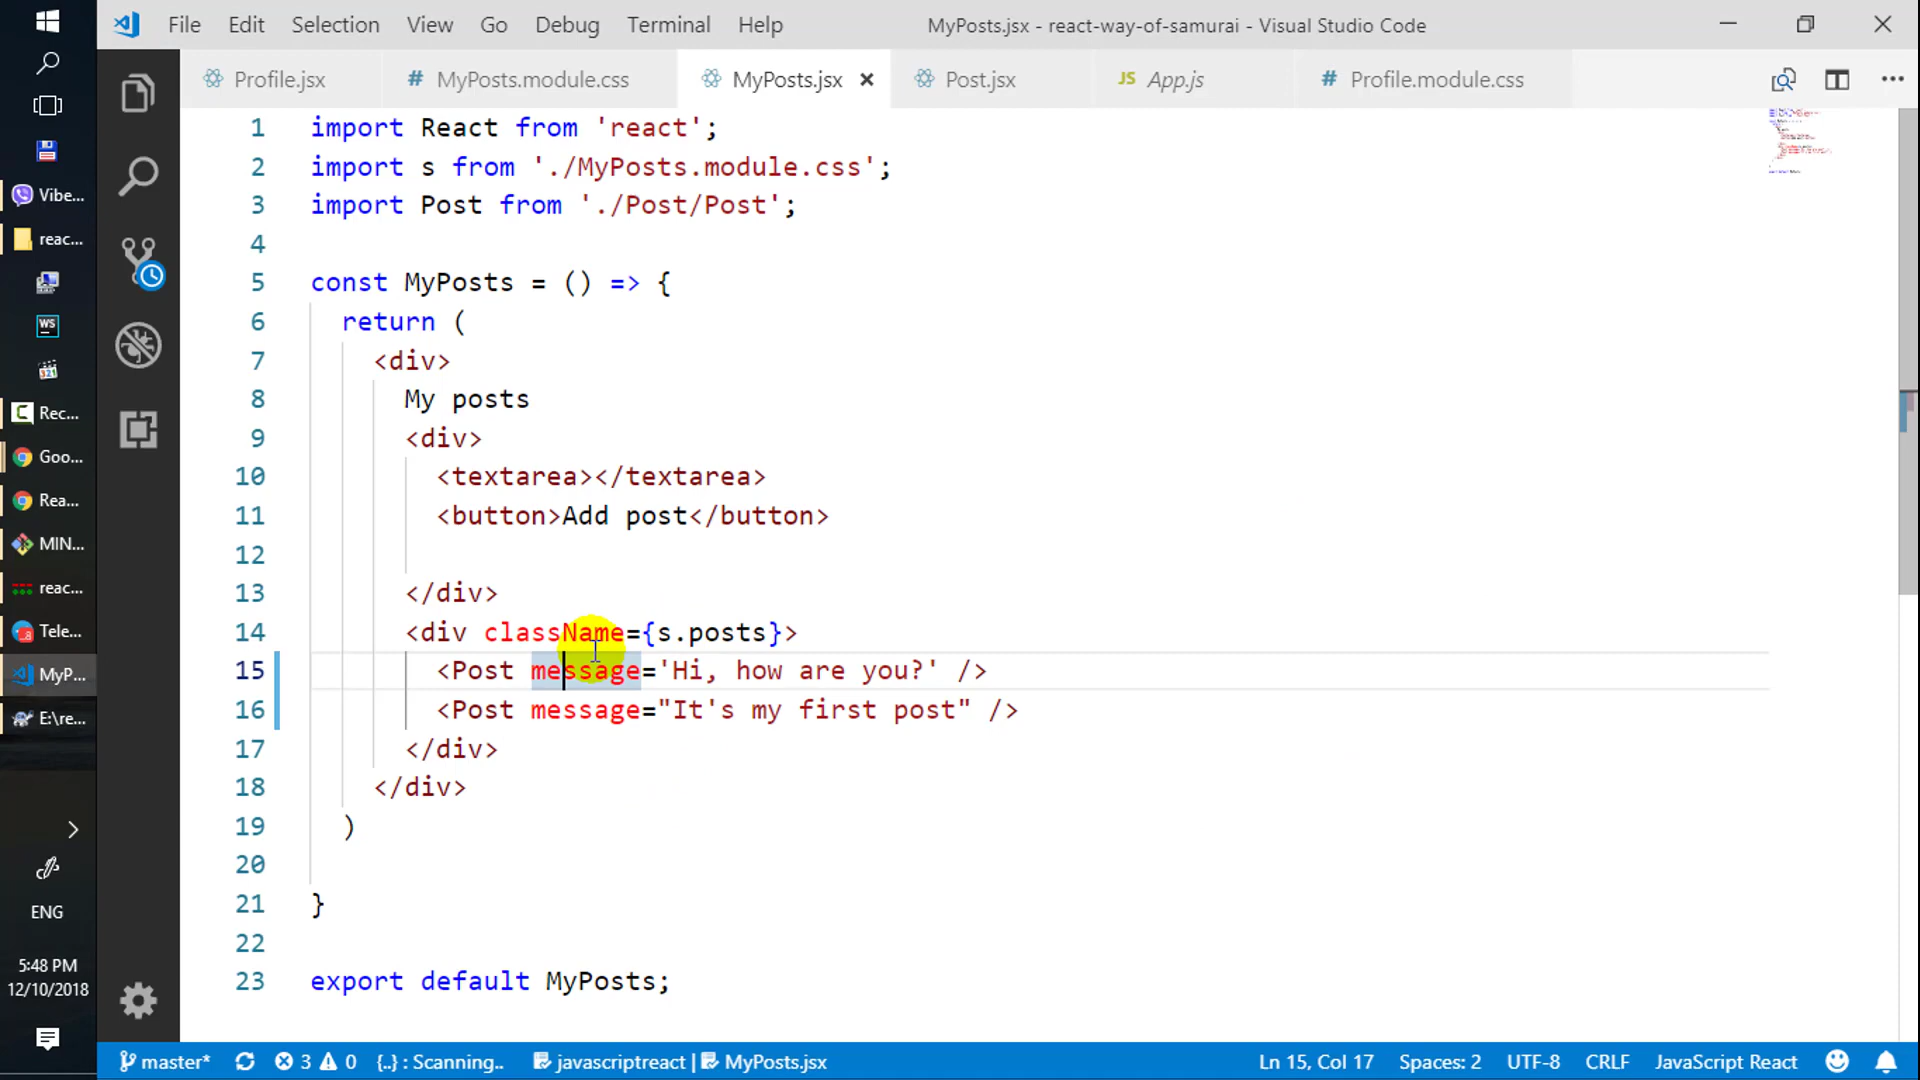 File Edit Selection View Go Debug Terminal Help MyPosts.jsx - react-way-of-samurai - Visual Studio Code
Profile.jsx # MyPosts.module.css MyPosts.jsx Post.jsx JS App.js # Profile.module.css
1 import React from 'react';
2 import s from './MyPosts.module.css';
3 import Post from './Post/Post';
4
5 const MyPosts = () => {
6 return (
7 <div>
8 My posts
9 <div>
10 <textarea></textarea>
11 <button>Add post</button>
12
13 </div>
14 <div className={s.posts}>
15 <Post message='Hi, how are you?' />
16 <Post message="It's my first post" />
17 </div>
18 </div>
19 )
20
21 }
22
23 export default MyPosts;
Vibe...
reac...
WS
321
Rec...
Goo...
Rea...
MIN...
reac...
Tele...
MyP...
E:\re...
ENG
5:48 PM
12/10/2018
master* 3 0 {..} : Scanning.. javascriptreact | MyPosts.jsx Ln 15, Col 17 Spaces: 2 UTF-8 CRLF JavaScript React